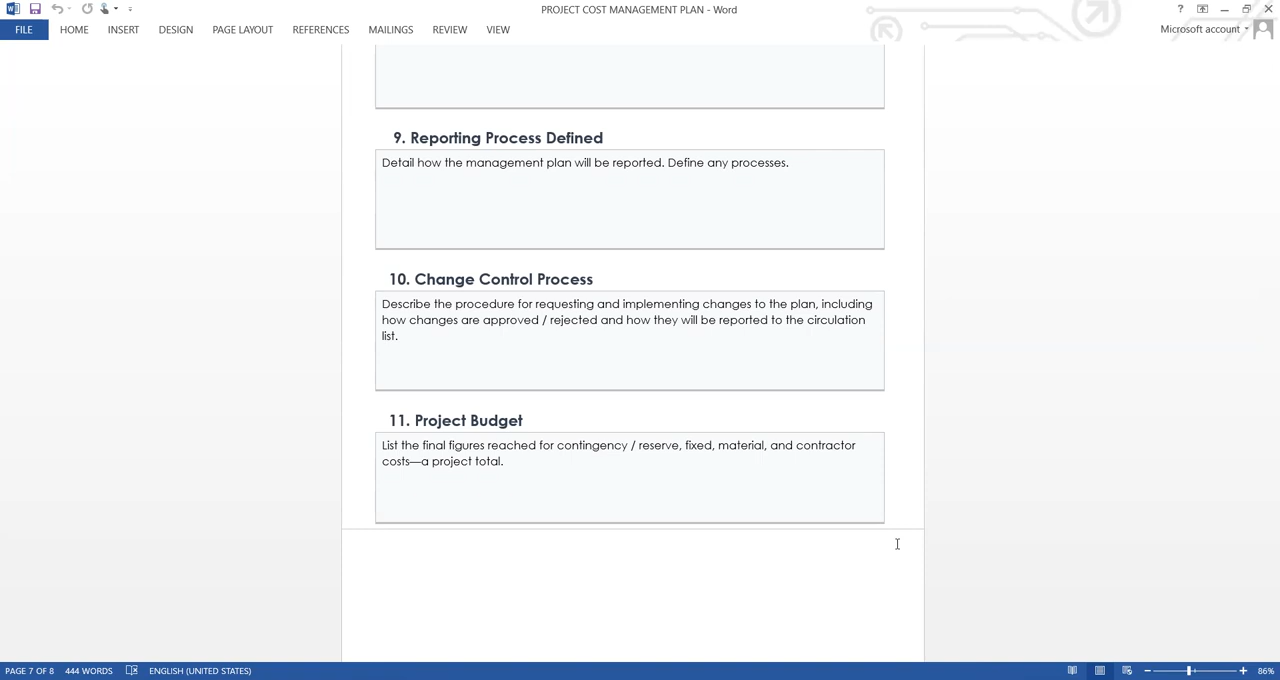 PROJECT COST MANAGEMENT PLAN - Word
?
FILE HOME INSERT DESIGN PAGE LAYOUT REFERENCES MAILINGS REVIEW VIEW
Microsoft account
9. Reporting Process Defined
Detail how the management plan will be reported. Define any processes.
10. Change Control Process
Describe the procedure for requesting and implementing changes to the plan, including
how changes are approved / rejected and how they will be reported to the circulation
list.
11. Project Budget
List the final figures reached for contingency / reserve, fixed, material, and contractor
costs—a project total.
PAGE 7 OF 8 444 WORDS ENGLISH (UNITED STATES) 86%